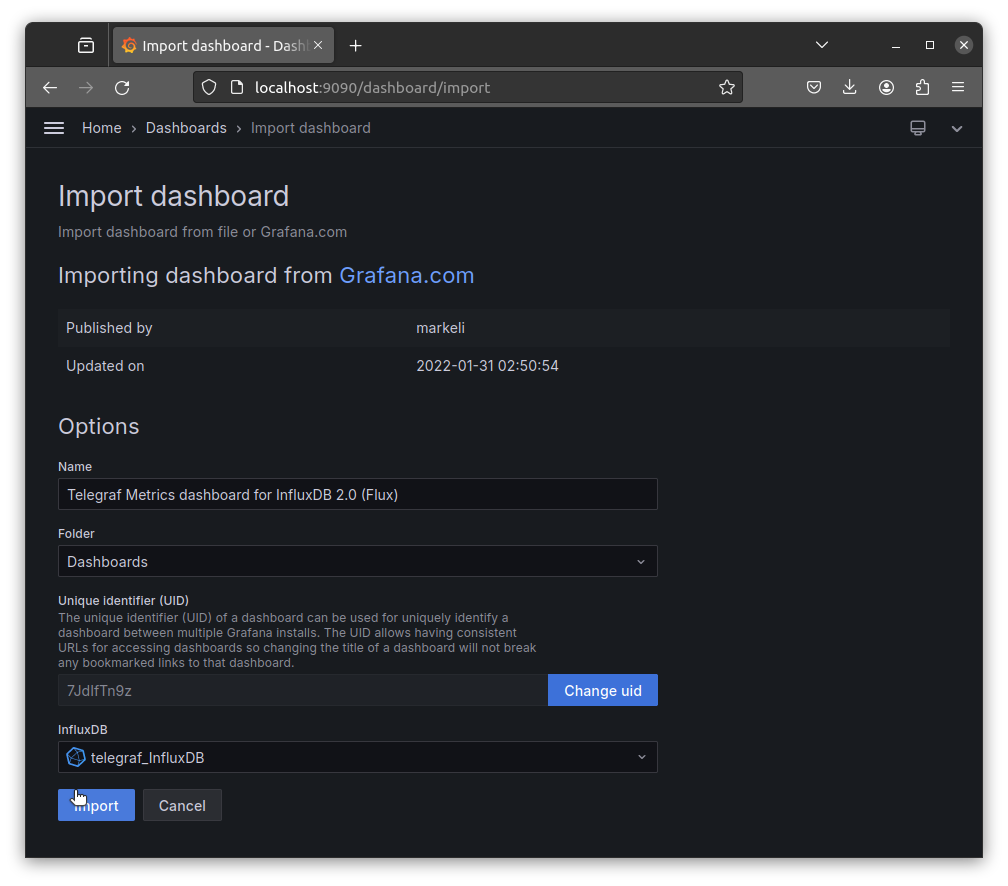 Import dashboard - Dash
localhost:9090/dashboard/import
Home › Dashboards › Import dashboard
Import dashboard
Import dashboard from file or Grafana.com
Importing dashboard from Grafana.com
Published by markeli
Updated on 2022-01-31 02:50:54
Options
Name
Telegraf Metrics dashboard for InfluxDB 2.0 (Flux)
Folder
Dashboards
Unique identifier (UID)
The unique identifier (UID) of a dashboard can be used for uniquely identify a
dashboard between multiple Grafana installs. The UID allows having consistent
URLs for accessing dashboards so changing the title of a dashboard will not break
any bookmarked links to that dashboard.
7JdIfTn9z Change uid
InfluxDB
telegraf_InfluxDB
Import Cancel